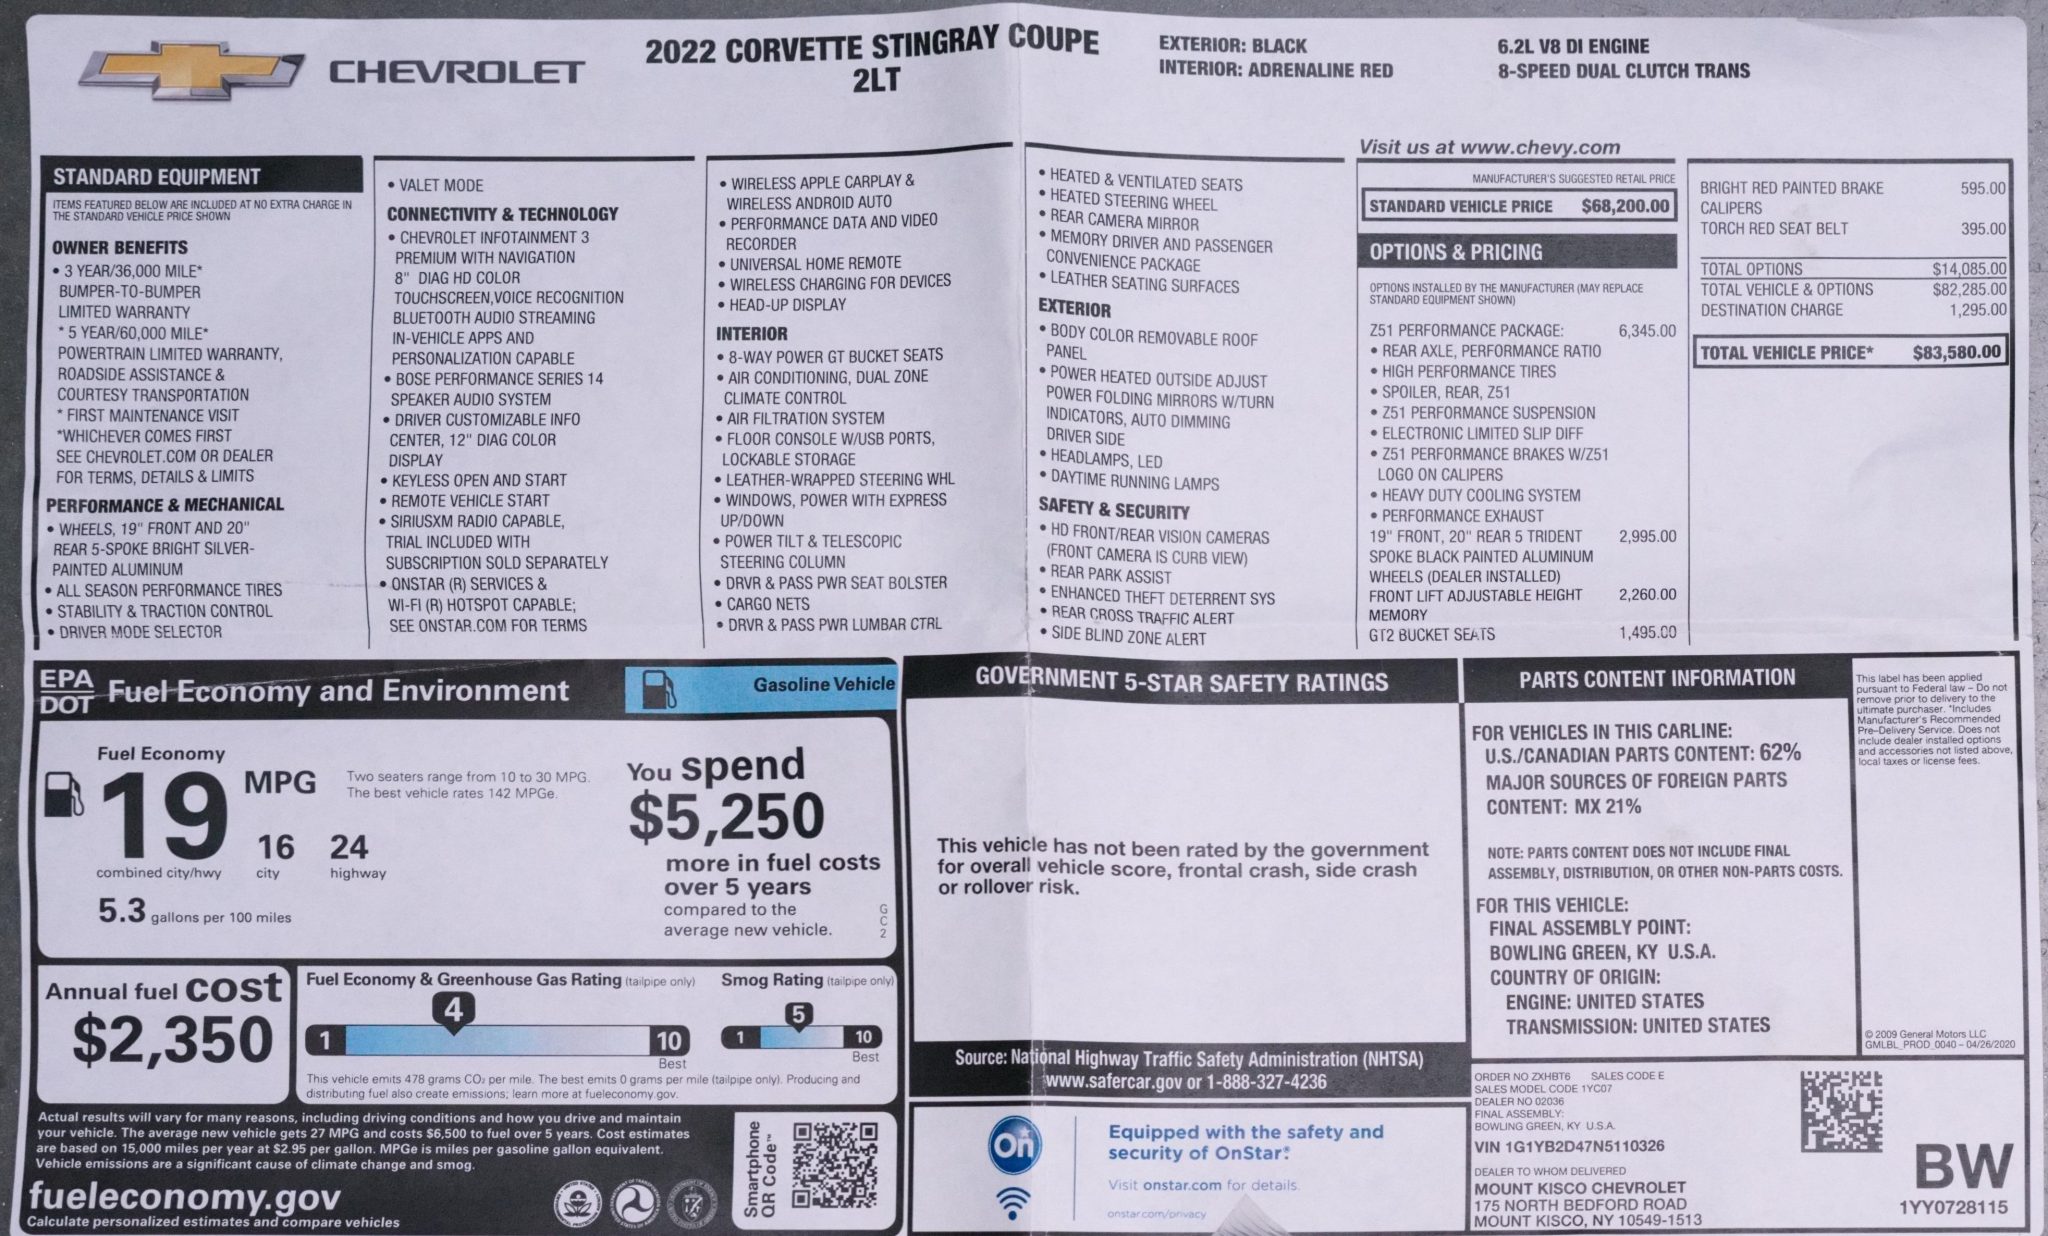 CHEVROLET
2022 CORVETTE STINGRAY COUPE
2LT
EXTERIOR: BLACK
INTERIOR: ADRENALINE RED
6.2L V8 DI ENGINE
8-SPEED DUAL CLUTCH TRANS
STANDARD EQUIPMENT
ITEMS FEATURED BELOW ARE INCLUDED AT NO EXTRA CHARGE IN
THE STANDARD VEHICLE PRICE SHOWN
OWNER BENEFITS
• 3 YEAR/36,000 MILE*
BUMPER-TO-BUMPER
LIMITED WARRANTY
* 5 YEAR/60,000 MILE*
POWERTRAIN LIMITED WARRANTY,
ROADSIDE ASSISTANCE &
COURTESY TRANSPORTATION
* FIRST MAINTENANCE VISIT
*WHICHEVER COMES FIRST
SEE CHEVROLET.COM OR DEALER
FOR TERMS, DETAILS & LIMITS
PERFORMANCE & MECHANICAL
• WHEELS, 19" FRONT AND 20"
REAR 5-SPOKE BRIGHT SILVER-
PAINTED ALUMINUM
• ALL SEASON PERFORMANCE TIRES
• STABILITY & TRACTION CONTROL
• DRIVER MODE SELECTOR
• VALET MODE
CONNECTIVITY & TECHNOLOGY
• CHEVROLET INFOTAINMENT 3
PREMIUM WITH NAVIGATION
8" DIAG HD COLOR
TOUCHSCREEN,VOICE RECOGNITION
BLUETOOTH AUDIO STREAMING
IN-VEHICLE APPS AND
PERSONALIZATION CAPABLE
• BOSE PERFORMANCE SERIES 14
SPEAKER AUDIO SYSTEM
• DRIVER CUSTOMIZABLE INFO
CENTER, 12" DIAG COLOR
DISPLAY
• KEYLESS OPEN AND START
• REMOTE VEHICLE START
• SIRIUSXM RADIO CAPABLE,
TRIAL INCLUDED WITH
SUBSCRIPTION SOLD SEPARATELY
• ONSTAR (R) SERVICES &
WI-FI (R) HOTSPOT CAPABLE;
SEE ONSTAR.COM FOR TERMS
• WIRELESS APPLE CARPLAY &
WIRELESS ANDROID AUTO
• PERFORMANCE DATA AND VIDEO
RECORDER
• UNIVERSAL HOME REMOTE
• WIRELESS CHARGING FOR DEVICES
• HEAD-UP DISPLAY
INTERIOR
• 8-WAY POWER GT BUCKET SEATS
• AIR CONDITIONING, DUAL ZONE
CLIMATE CONTROL
• AIR FILTRATION SYSTEM
• FLOOR CONSOLE W/USB PORTS,
LOCKABLE STORAGE
• LEATHER-WRAPPED STEERING WHL
• WINDOWS, POWER WITH EXPRESS
UP/DOWN
• POWER TILT & TELESCOPIC
STEERING COLUMN
• DRVR & PASS PWR SEAT BOLSTER
• CARGO NETS
• DRVR & PASS PWR LUMBAR CTRL
• HEATED & VENTILATED SEATS
• HEATED STEERING WHEEL
• REAR CAMERA MIRROR
• MEMORY DRIVER AND PASSENGER
CONVENIENCE PACKAGE
• LEATHER SEATING SURFACES
EXTERIOR
• BODY COLOR REMOVABLE ROOF
PANEL
• POWER HEATED OUTSIDE ADJUST
POWER FOLDING MIRRORS W/TURN
INDICATORS, AUTO DIMMING
DRIVER SIDE
• HEADLAMPS, LED
• DAYTIME RUNNING LAMPS
SAFETY & SECURITY
• HD FRONT/REAR VISION CAMERAS
(FRONT CAMERA IS CURB VIEW)
• REAR PARK ASSIST
• ENHANCED THEFT DETERRENT SYS
• REAR CROSS TRAFFIC ALERT
• SIDE BLIND ZONE ALERT
Visit us at www.chevy.com
MANUFACTURER'S SUGGESTED RETAIL PRICE
STANDARD VEHICLE PRICE $68,200.00
OPTIONS & PRICING
OPTIONS INSTALLED BY THE MANUFACTURER (MAY REPLACE
STANDARD EQUIPMENT SHOWN)
Z51 PERFORMANCE PACKAGE: 6,345.00
• REAR AXLE, PERFORMANCE RATIO
• HIGH PERFORMANCE TIRES
• SPOILER, REAR, Z51
• Z51 PERFORMANCE SUSPENSION
• ELECTRONIC LIMITED SLIP DIFF
• Z51 PERFORMANCE BRAKES W/Z51
LOGO ON CALIPERS
• HEAVY DUTY COOLING SYSTEM
• PERFORMANCE EXHAUST
19" FRONT, 20" REAR 5 TRIDENT 2,995.00
SPOKE BLACK PAINTED ALUMINUM
WHEELS (DEALER INSTALLED)
FRONT LIFT ADJUSTABLE HEIGHT 2,260.00
MEMORY
GT2 BUCKET SEATS 1,495.00
BRIGHT RED PAINTED BRAKE 595.00
CALIPERS
TORCH RED SEAT BELT 395.00
TOTAL OPTIONS $14,085.00
TOTAL VEHICLE & OPTIONS $82,285.00
DESTINATION CHARGE 1,295.00
TOTAL VEHICLE PRICE* $83,580.00
EPA
DOT
Fuel Economy and Environment
Gasoline Vehicle
Fuel Economy
19 MPG
combined city/hwy
16
city
24
highway
5.3 gallons per 100 miles
Two seaters range from 10 to 30 MPG.
The best vehicle rates 142 MPGe.
You spend
$5,250
more in fuel costs
over 5 years
compared to the
average new vehicle.
GC2
Annual fuel cost
$2,350
Fuel Economy & Greenhouse Gas Rating (tailpipe only)
4
1
10
Best
Smog Rating (tailpipe only)
5
1
10
Best
This vehicle emits 478 grams CO₂ per mile. The best emits 0 grams per mile (tailpipe only). Producing and
distributing fuel also create emissions; learn more at fueleconomy.gov.
Actual results will vary for many reasons, including driving conditions and how you drive and maintain
your vehicle. The average new vehicle gets 27 MPG and costs $6,500 to fuel over 5 years. Cost estimates
are based on 15,000 miles per year at $2.95 per gallon. MPGe is miles per gasoline gallon equivalent.
Vehicle emissions are a significant cause of climate change and smog.
fueleconomy.gov
Calculate personalized estimates and compare vehicles
Smartphone
QR Code™
GOVERNMENT 5-STAR SAFETY RATINGS
This vehicle has not been rated by the government
for overall vehicle score, frontal crash, side crash
or rollover risk.
Source: National Highway Traffic Safety Administration (NHTSA)
www.safercar.gov or 1-888-327-4236
On
Equipped with the safety and
security of OnStar.®
Visit onstar.com for details.
onstar.com/privacy
PARTS CONTENT INFORMATION
FOR VEHICLES IN THIS CARLINE:
U.S./CANADIAN PARTS CONTENT: 62%
MAJOR SOURCES OF FOREIGN PARTS
CONTENT: MX 21%
NOTE: PARTS CONTENT DOES NOT INCLUDE FINAL
ASSEMBLY, DISTRIBUTION, OR OTHER NON-PARTS COSTS.
FOR THIS VEHICLE:
FINAL ASSEMBLY POINT:
BOWLING GREEN, KY U.S.A.
COUNTRY OF ORIGIN:
ENGINE: UNITED STATES
TRANSMISSION: UNITED STATES
This label has been applied
pursuant to Federal law – Do not
remove prior to delivery to the
ultimate purchaser. *Includes
Manufacturer's Recommended
Pre-Delivery Service. Does not
include dealer installed options
and accessories not listed above,
local taxes or license fees.
© 2009 General Motors LLC
GMLBL_PROD_0040 – 04/26/2020
ORDER NO ZXHBT6 SALES CODE E
SALES MODEL CODE 1YC07
DEALER NO 02036
FINAL ASSEMBLY:
BOWLING GREEN, KY U.S.A.
VIN 1G1YB2D47N5110326
DEALER TO WHOM DELIVERED
MOUNT KISCO CHEVROLET
175 NORTH BEDFORD ROAD
MOUNT KISCO, NY 10549-1513
BW
1YY0728115